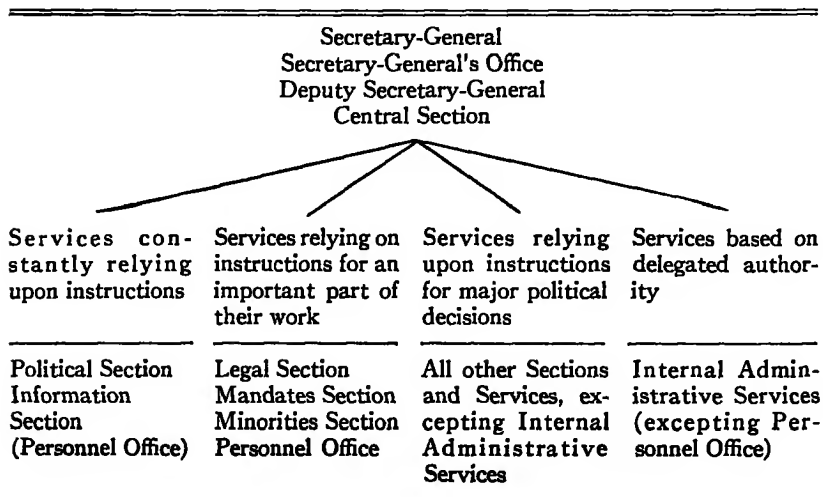 Secretary-General
Secretary-General's Office
Deputy Secretary-General
Central Section
Services con-
stantly relying
upon instructions
Services relying on
instructions for an
important part of
their work
Services relying
upon instructions
for major political
decisions
Services based on
delegated author-
ity
Political Section
Information
Section
(Personnel Office)
Legal Section
Mandates Section
Minorities Section
Personnel Office
All other Sections
and Services, ex-
cepting Internal
Administrative
Services
Internal Admin-
istrative Services
(excepting Per-
sonnel Office)